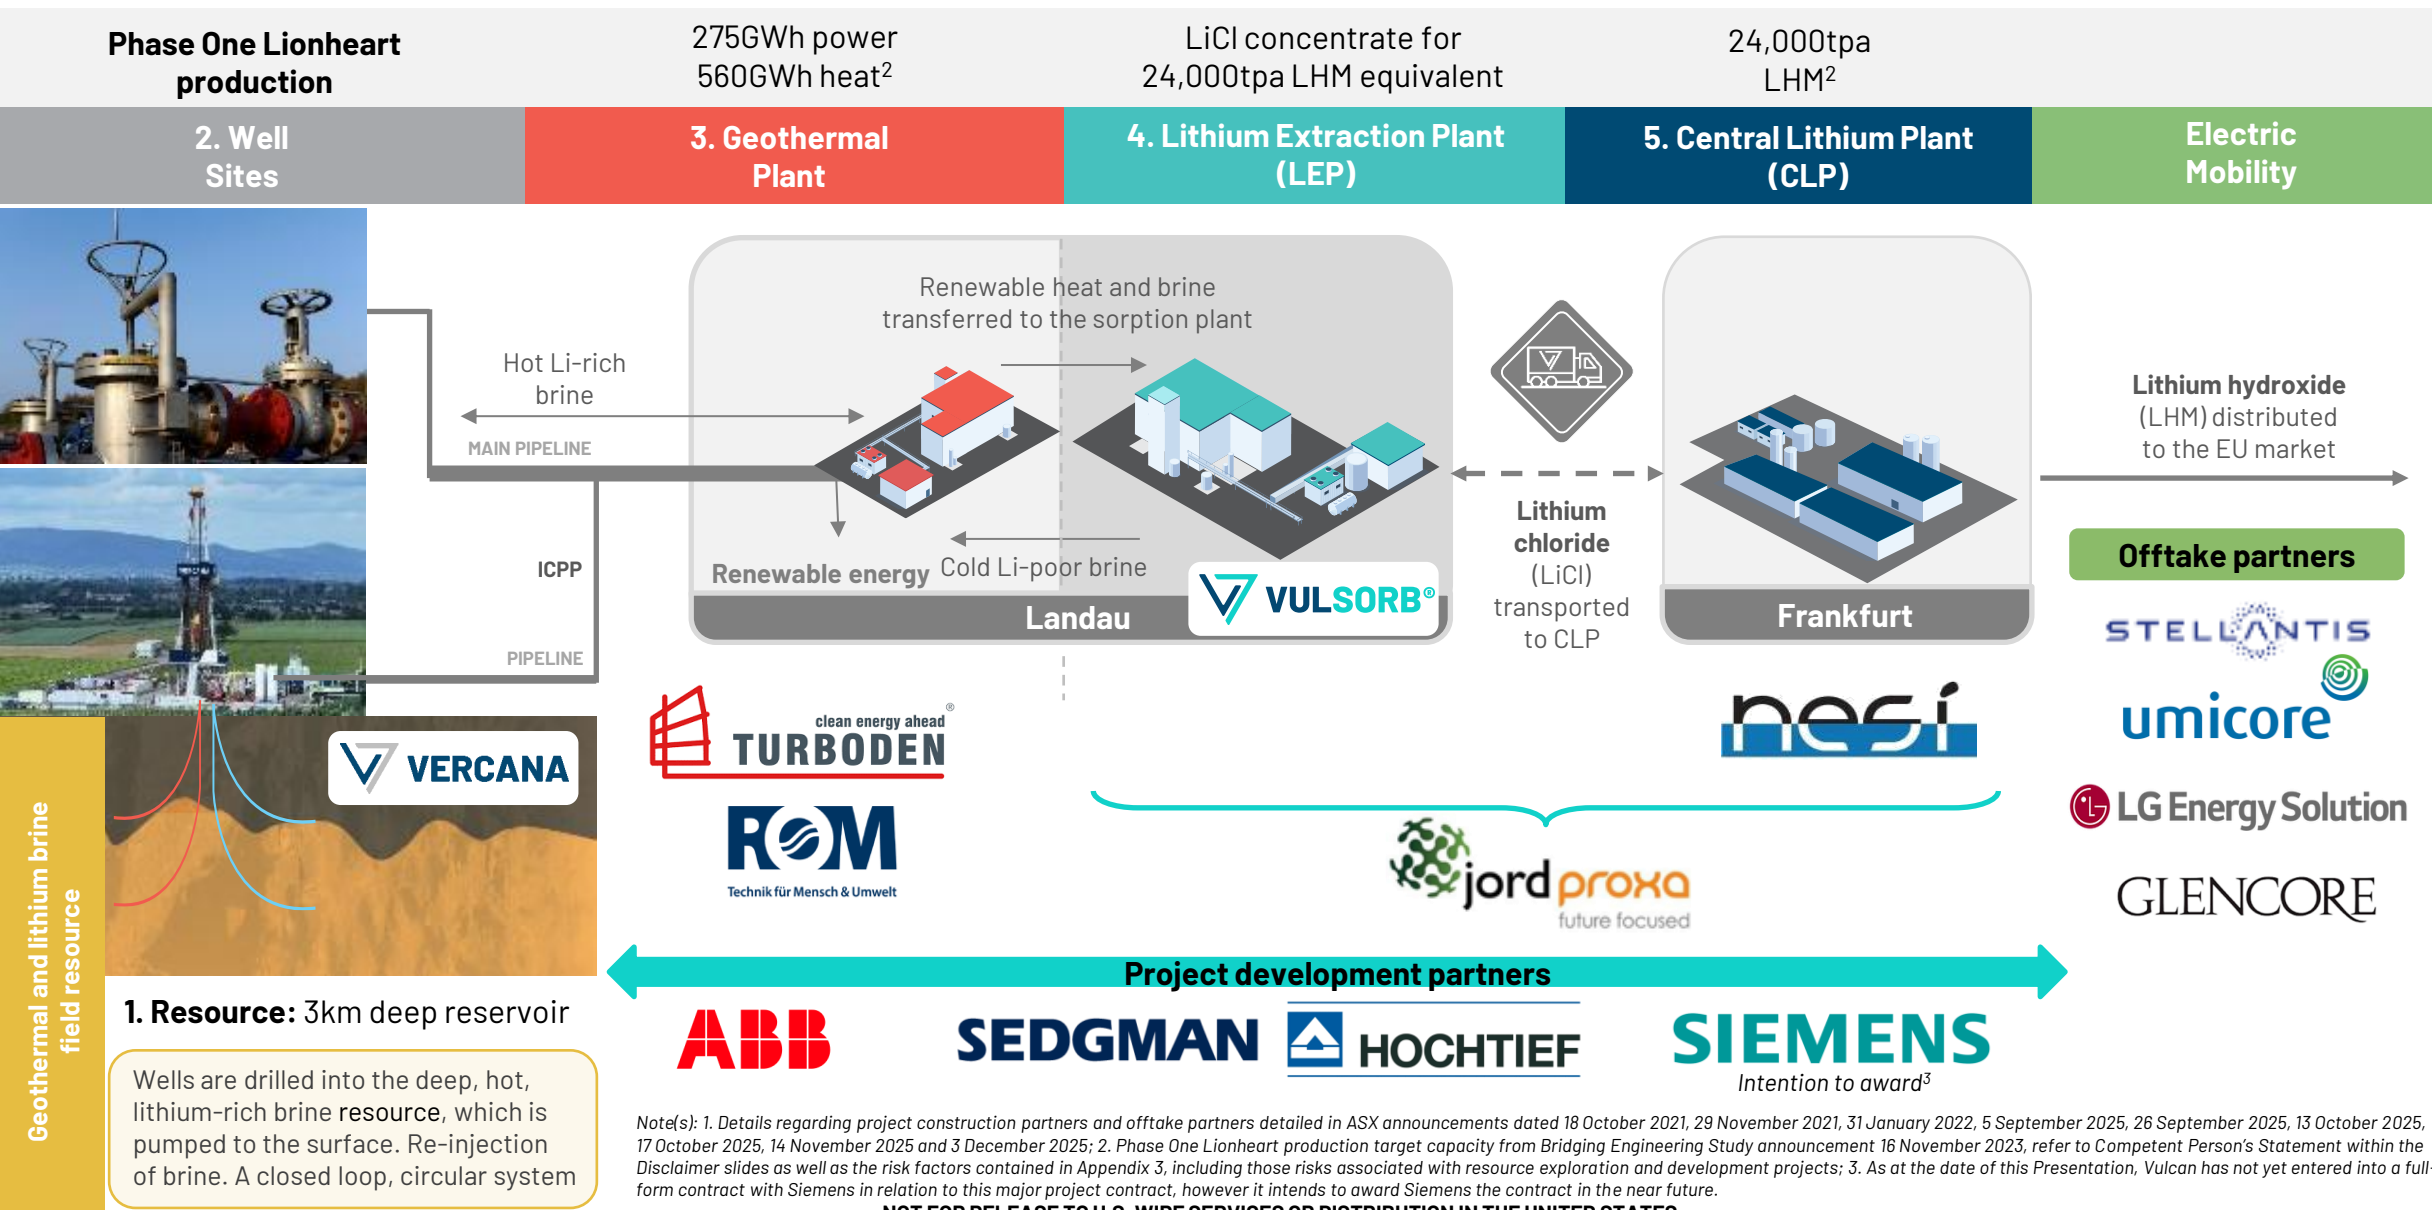 Phase One Lionheart
production
275GWh power
560GWh heat2
LiCl concentrate for
24,000tpa LHM equivalent
24,000tpa
LHM2
2. Well
Sites
3. Geothermal
Plant
4. Lithium Extraction Plant
(LEP)
5. Central Lithium Plant
(CLP)
Electric
Mobility
Renewable heat and brine
transferred to the sorption plant
Hot Li-rich
brine
MAIN PIPELINE
ICPP
PIPELINE
Renewable energy
Cold Li-poor brine
VULSORB®
Landau
Lithium
chloride
(LiCl)
transported
to CLP
Frankfurt
Lithium hydroxide
(LHM) distributed
to the EU market
Offtake partners
STELLANTIS
umicore
LG Energy Solution
GLENCORE
VERCANA
clean energy ahead
TURBODEN®
ROM
Technik für Mensch & Umwelt
nesi
jord proxa
future focused
Project development partners
ABB
SEDGMAN
HOCHTIEF
SIEMENS
Intention to award3
Geothermal and lithium brine
field resource
1. Resource: 3km deep reservoir
Wells are drilled into the deep, hot,
lithium-rich brine resource, which is
pumped to the surface. Re-injection
of brine. A closed loop, circular system
Note(s): 1. Details regarding project construction partners and offtake partners detailed in ASX announcements dated 18 October 2021, 29 November 2021, 31 January 2022, 5 September 2025, 26 September 2025, 13 October 2025,
17 October 2025, 14 November 2025 and 3 December 2025; 2. Phase One Lionheart production target capacity from Bridging Engineering Study announcement 16 November 2023, refer to Competent Person's Statement within the
Disclaimer slides as well as the risk factors contained in Appendix 3, including those risks associated with resource exploration and development projects; 3. As at the date of this Presentation, Vulcan has not yet entered into a full-
form contract with Siemens in relation to this major project contract, however it intends to award Siemens the contract in the near future.
NOT FOR RELEASE TO U.S. WIRE SERVICES OR DISTRIBUTION IN THE UNITED STATES